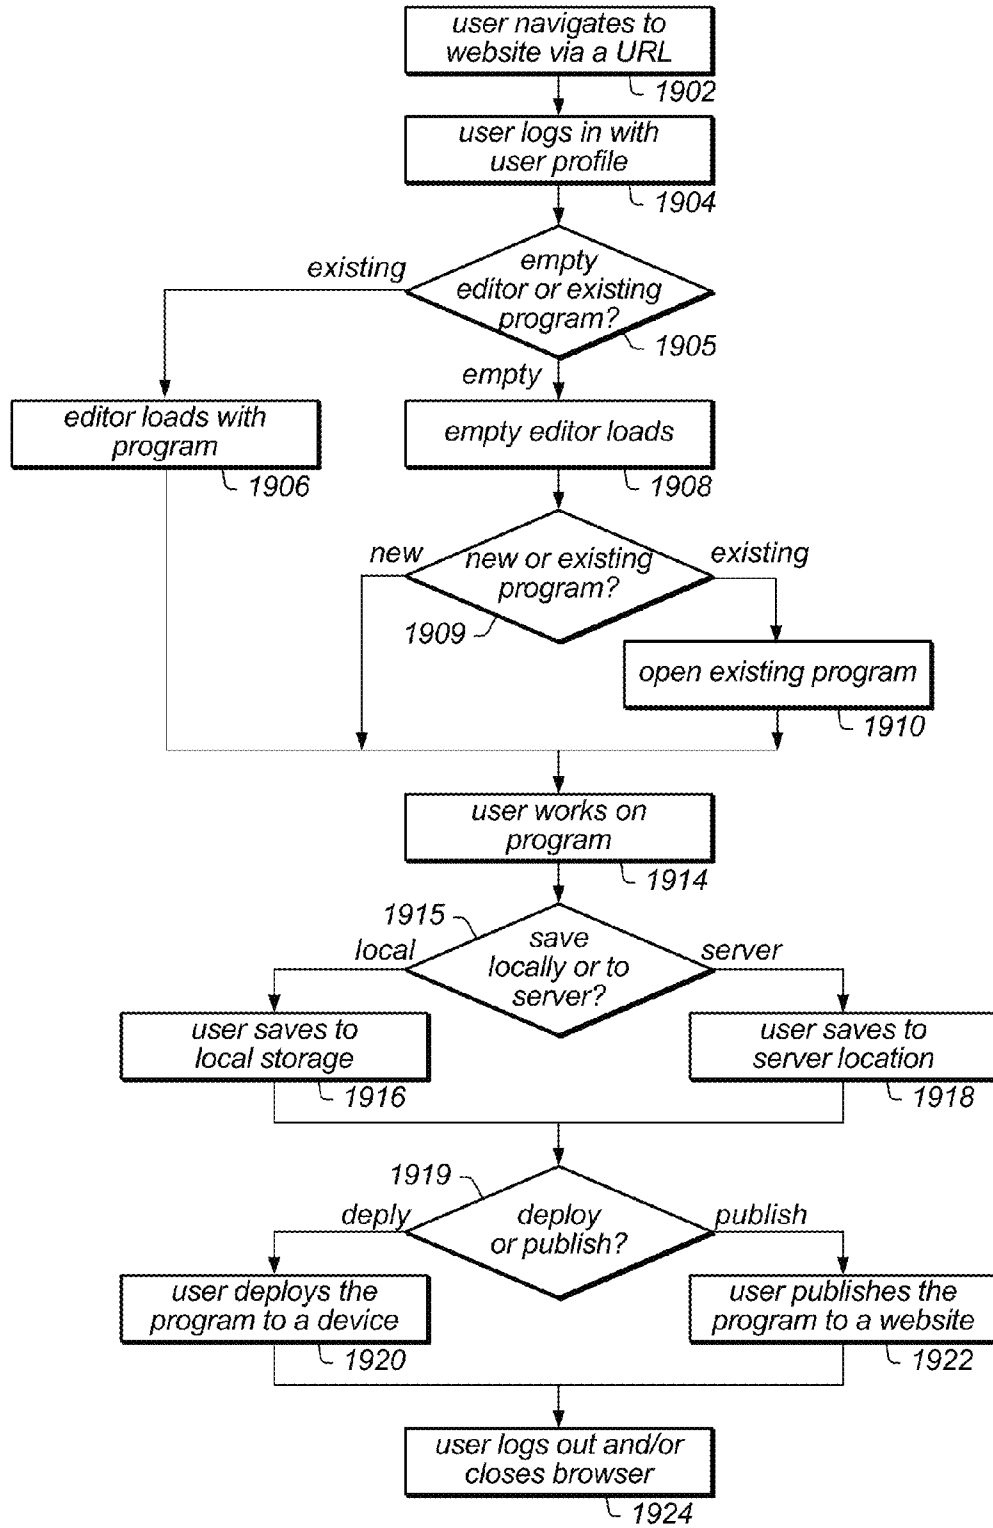 user navigates to
website via a URL
1902
user logs in with
user profile
1904
existing
empty
editor or existing
program?
1905
empty
editor loads with
program
1906
empty editor loads
1908
new
new or existing
program?
existing
1909
open existing program
1910
user works on
program
1914
1915
local
save
locally or to
server?
server
user saves to
local storage
1916
user saves to
server location
1918
1919
deply
deploy
or publish?
publish
user deploys the
program to a device
1920
user publishes the
program to a website
1922
user logs out and/or
closes browser
1924